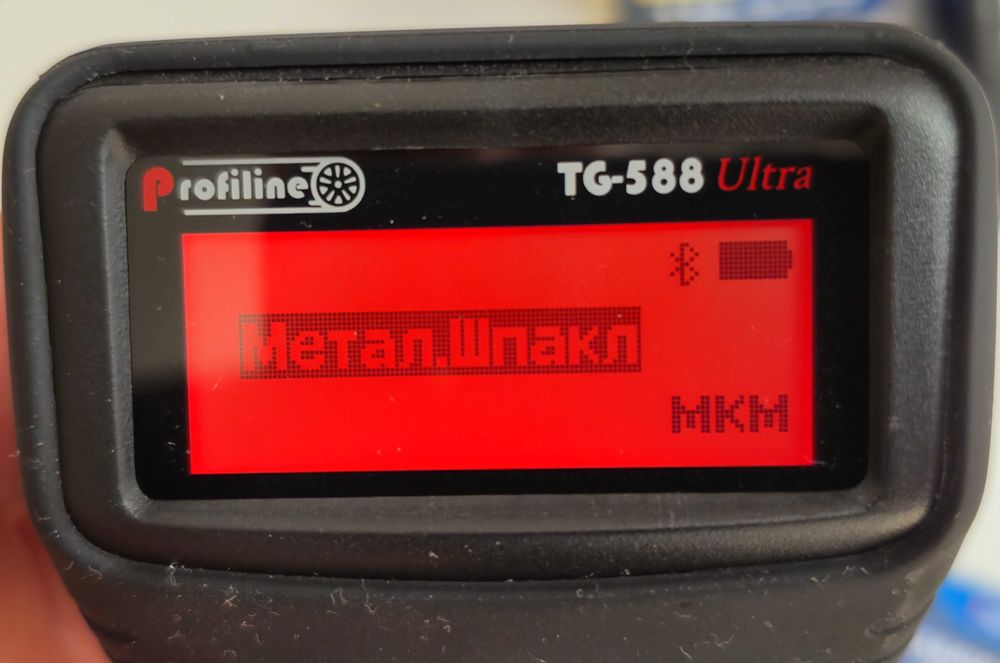 Profiline
TG-588 Ultra
Метал.Шпакл
мкм